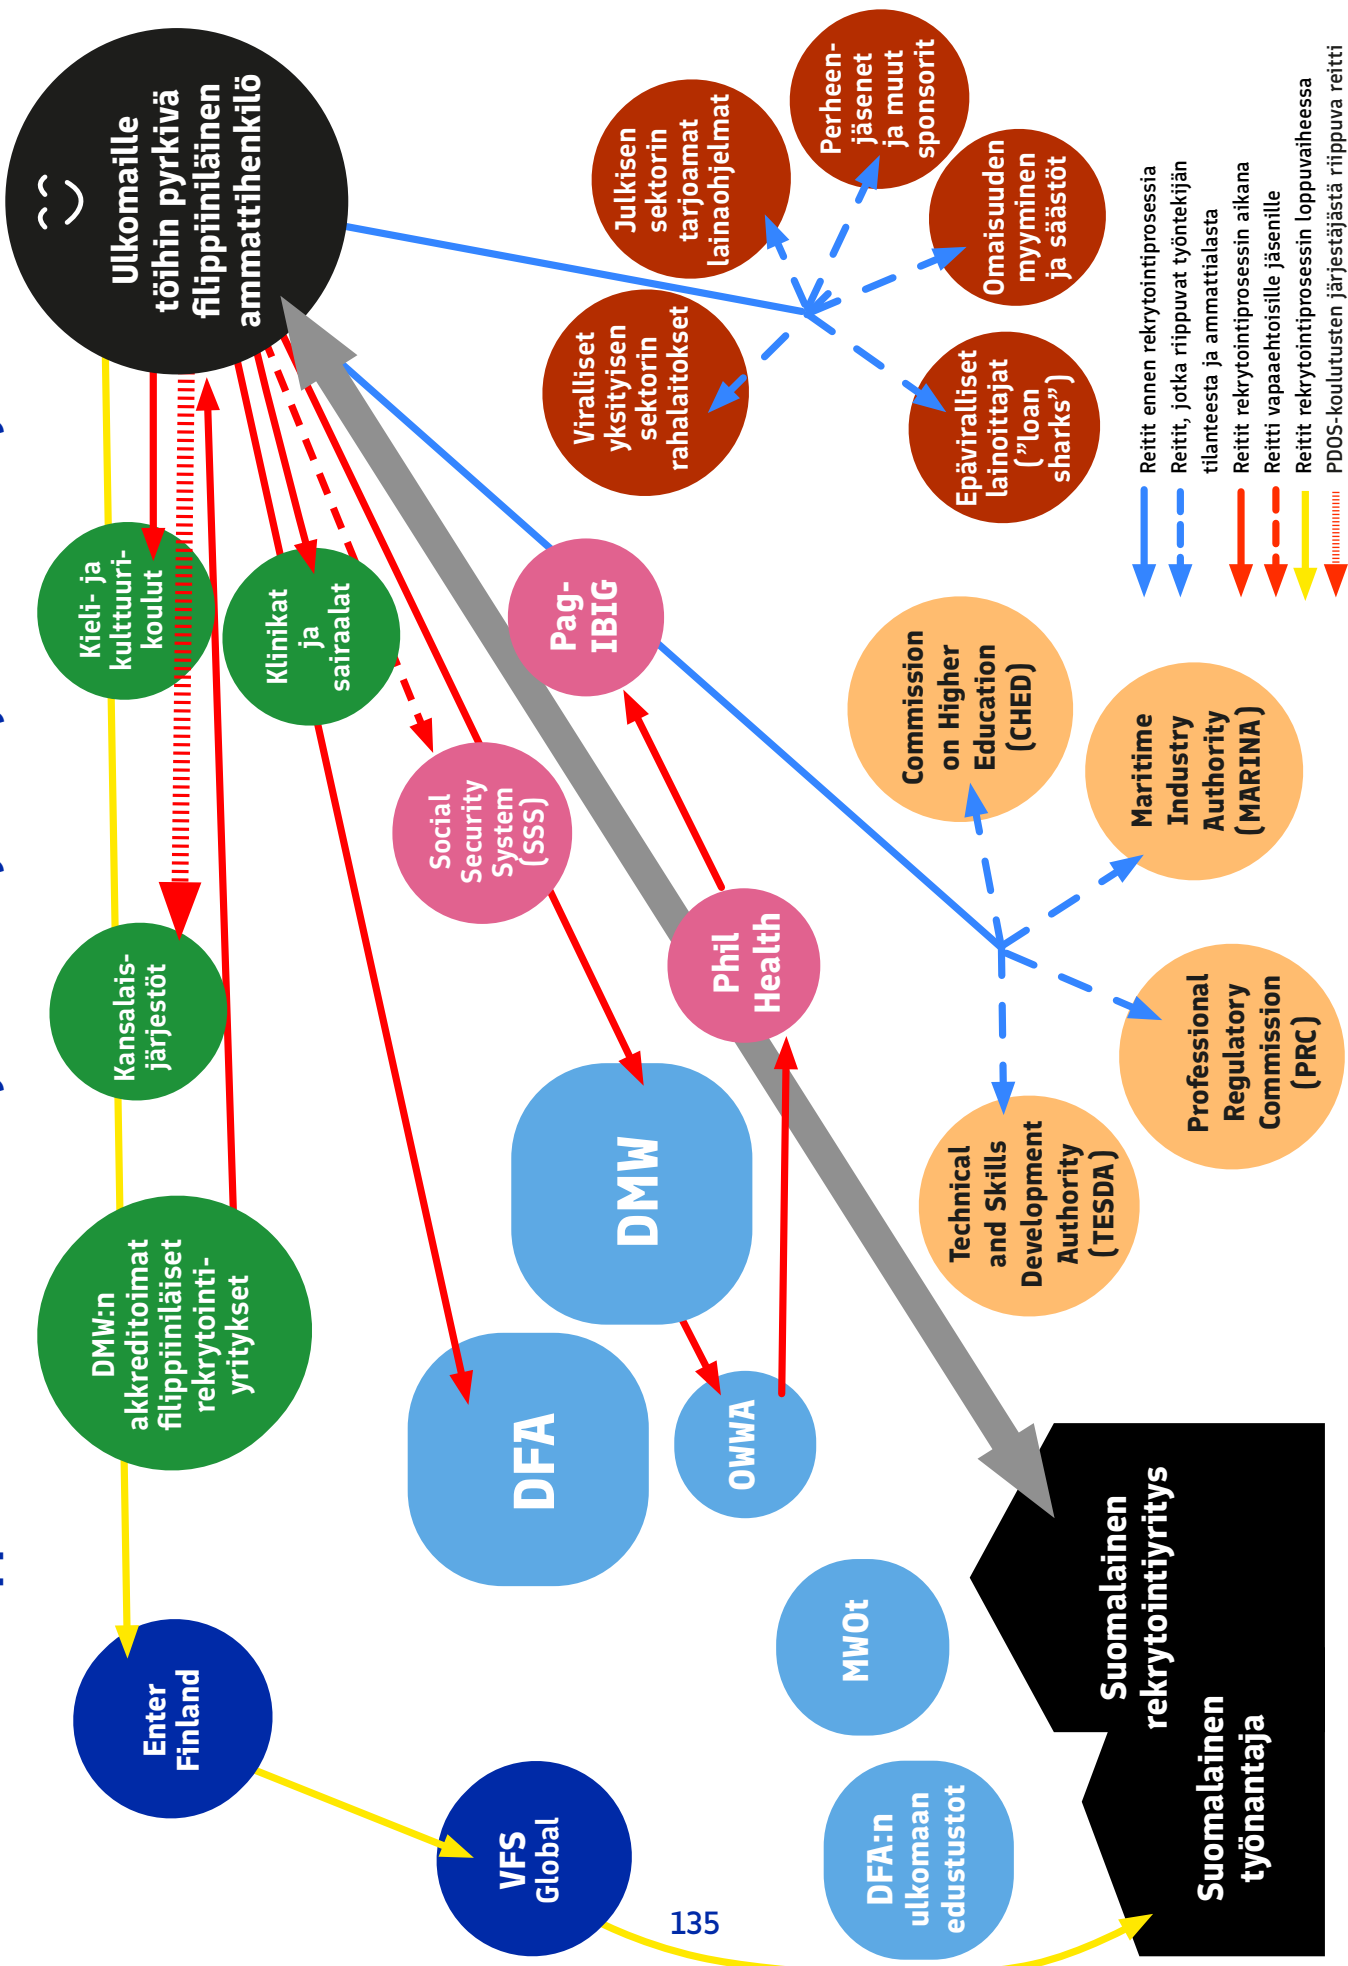 Ulkomaille
töihin pyrkivä
filippiiniläinen
ammattihenkilö
Kieli- ja
kulttuuri-
koulut
Kansalais-
järjestöt
DMW:n
akkreditoimat
filippiiniläiset
rekrytointi-
yritykset
Enter
Finland
Klinikat
ja
sairaalat
Social
Security
System
(SSS)
Pag-
IBIG
Phil
Health
DMW
DFA
OWWA
VFS
Global
MWOt
DFA:n
ulkomaan
edustustot
Suomalainen
rekrytointiyritys
Suomalainen
työnantaja
Julkisen
sektorin
tarjoamat
lainaohjelmat
Perheen-
jäsenet
ja muut
sponsorit
Viralliset
yksityisen
sektorin
rahalaitokset
Omaisuuden
myyminen
ja säästöt
Epäviralliset
lainoittajat
("loan
sharks")
Commission
on Higher
Education
(CHED)
Maritime
Industry
Authority
(MARINA)
Technical
and Skills
Development
Authority
(TESDA)
Professional
Regulatory
Commission
(PRC)
Reitit ennen rekrytointiprosessia
Reitit, jotka riippuvat työntekijän
tilanteesta ja ammattialasta
Reitit rekrytointiprosessin aikana
Reitti vapaaehtoisille jäsenille
Reitit rekrytointiprosessin loppuvaiheessa
PDOS-koulutusten järjestäjästä riippuva reitti
135